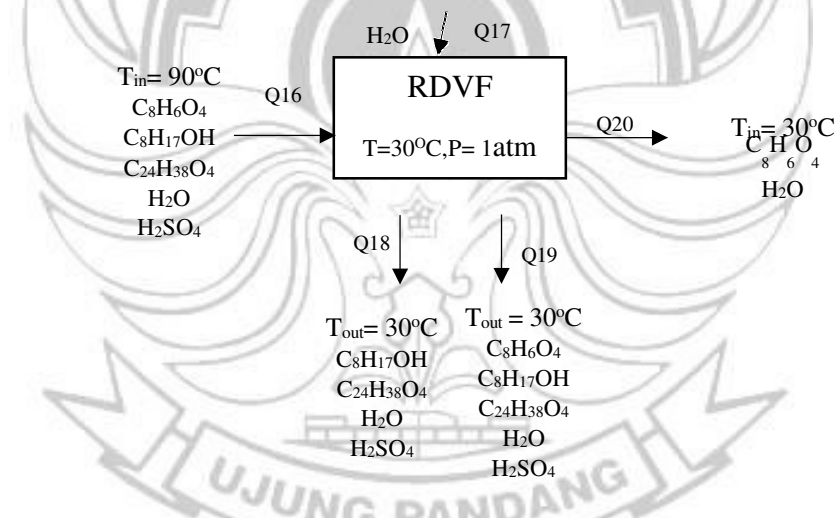 H₂O
Q17
Tᵢₙ= 90ºC
C₈H₆O₄
C₈H₁₇OH
C₂₄H₃₈O₄
H₂O
H₂SO₄
Q16
RDVF
T=30ᴼC,P= 1atm
Q20
Tᵢₙ= 30ºC
C₈H₆O₄
H₂O
Q18
Q19
Tₒᵤₜ= 30ºC
C₈H₁₇OH
C₂₄H₃₈O₄
H₂O
H₂SO₄
Tₒᵤₜ = 30ºC
C₈H₆O₄
C₈H₁₇OH
C₂₄H₃₈O₄
H₂O
H₂SO₄
UJUNG PANDANG